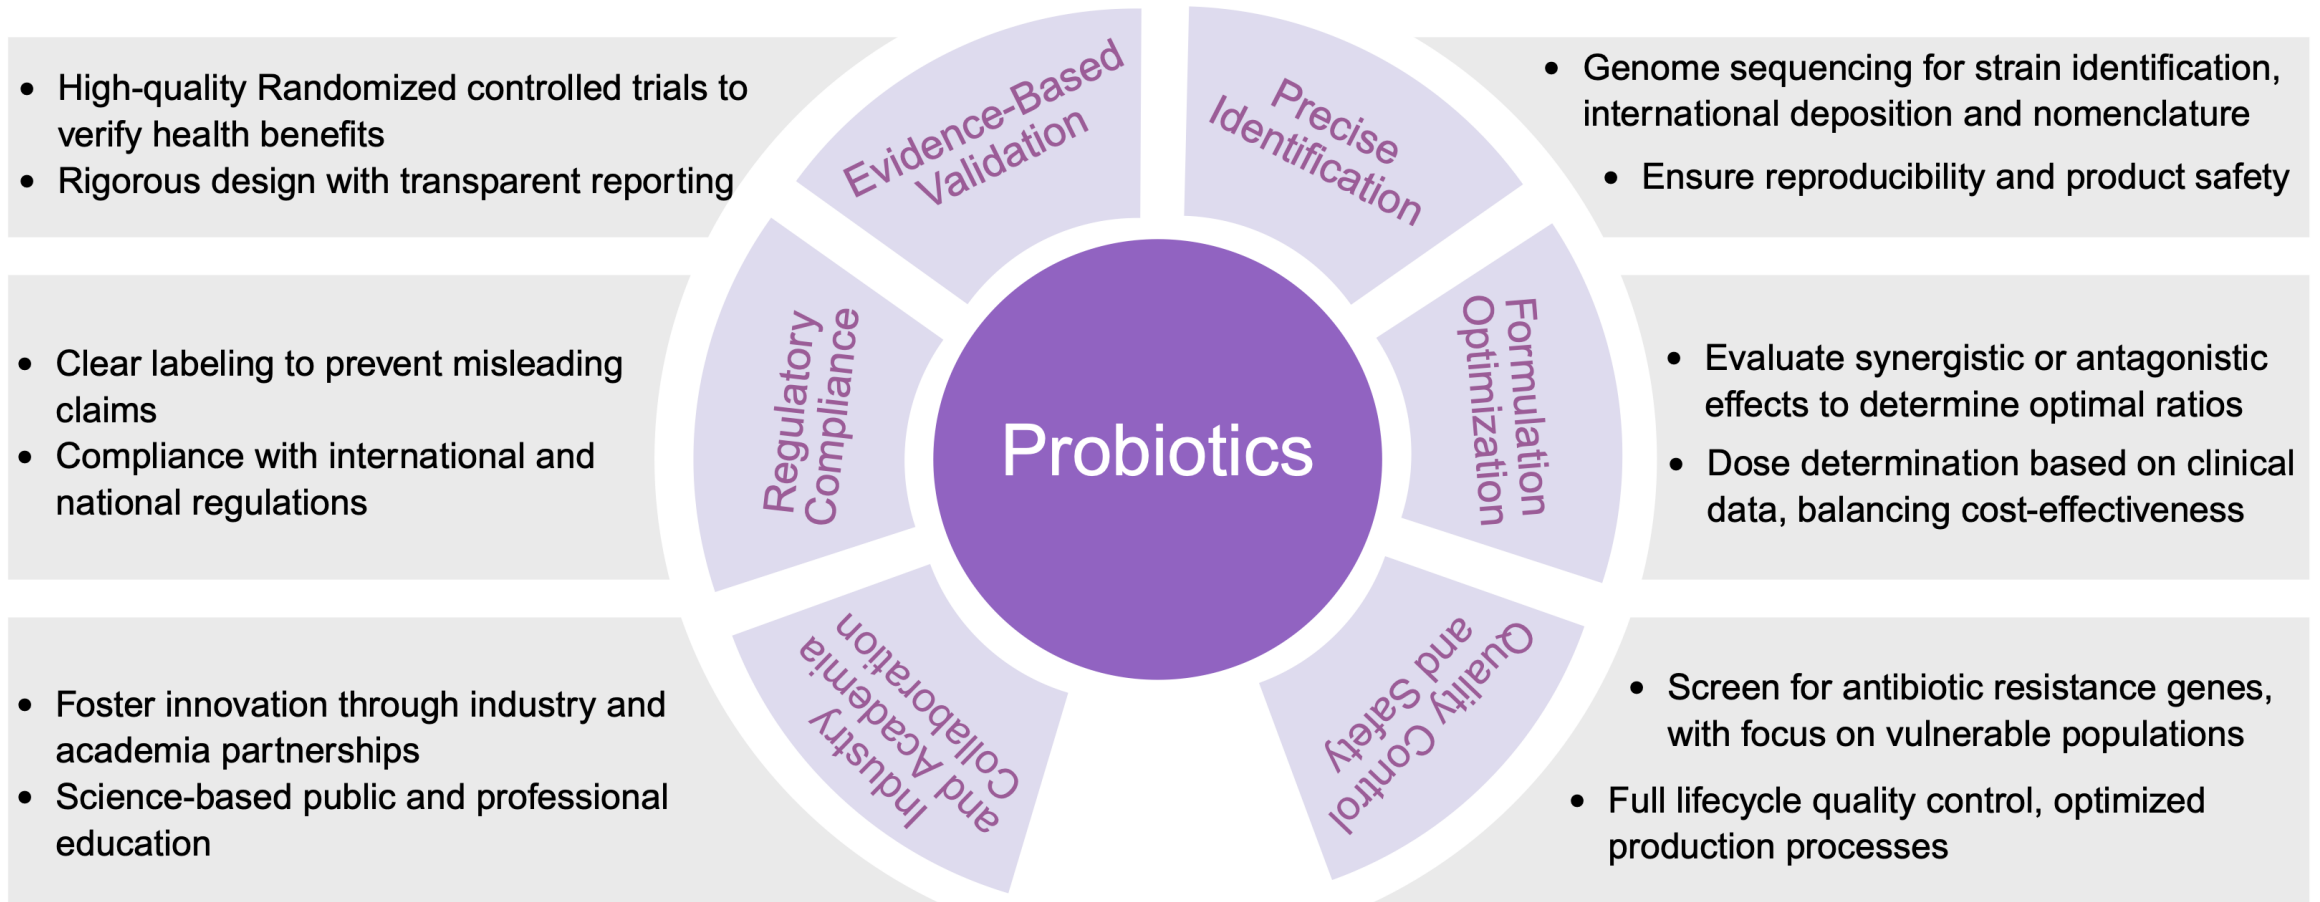 • High-quality Randomized controlled trials to
verify health benefits
• Rigorous design with transparent reporting
Evidence-Based
Validation
Precise
Identification
• Genome sequencing for strain identification,
international deposition and nomenclature
• Ensure reproducibility and product safety
• Clear labeling to prevent misleading
claims
• Compliance with international and
national regulations
Regulatory
Compliance
Probiotics
Formulation
Optimization
• Evaluate synergistic or antagonistic
effects to determine optimal ratios
• Dose determination based on clinical
data, balancing cost-effectiveness
• Foster innovation through industry and
academia partnerships
• Science-based public and professional
education
Industry
and Academia
Collaboration
Quality Control
and Safety
• Screen for antibiotic resistance genes,
with focus on vulnerable populations
• Full lifecycle quality control, optimized
production processes